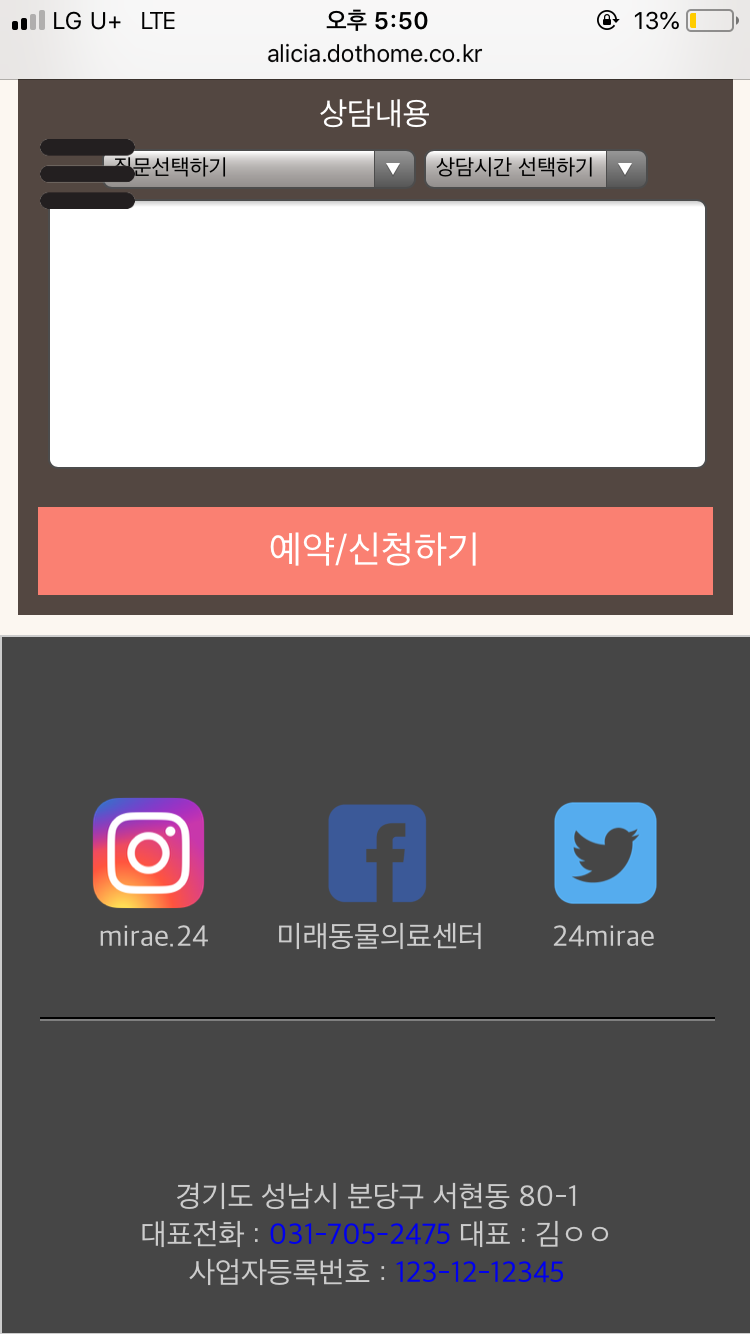 LG U+ LTE 오후 5:50 13%
alicia.dothome.co.kr
상담내용
질문선택하기 상담시간 선택하기
예약/신청하기
mirae.24 미래동물의료센터 24mirae
경기도 성남시 분당구 서현동 80-1
대표전화 : 031-705-2475 대표 : 김ㅇㅇ
사업자등록번호 : 123-12-12345